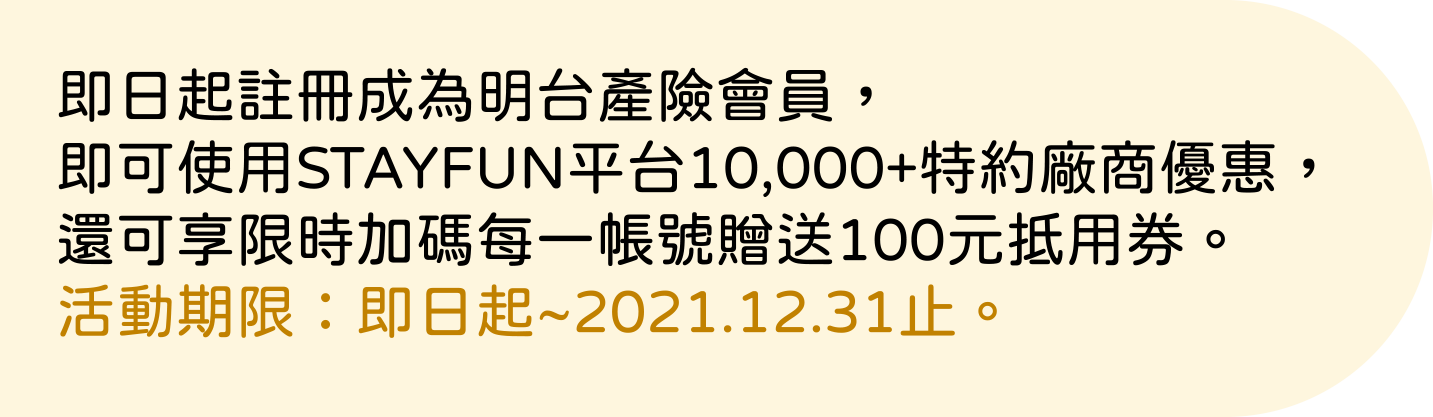 即日起註冊成為明台產險會員，
即可使用STAYFUN平台10,000+特約廠商優惠，
還可享限時加碼每一帳號贈送100元抵用券。
活動期限：即日起~2021.12.31止。